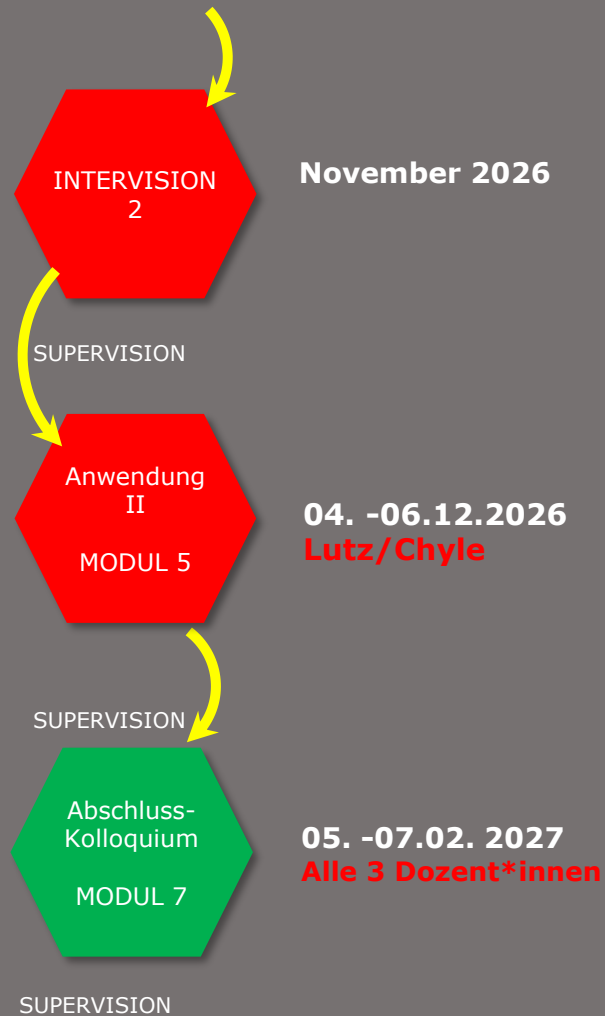 INTERVISION
2
November 2026
SUPERVISION
Anwendung
II
MODUL 5
04. -06.12.2026
Lutz/Chyle
SUPERVISION
Abschluss-
Kolloquium
MODUL 7
05. -07.02. 2027
Alle 3 Dozent*innen
SUPERVISION